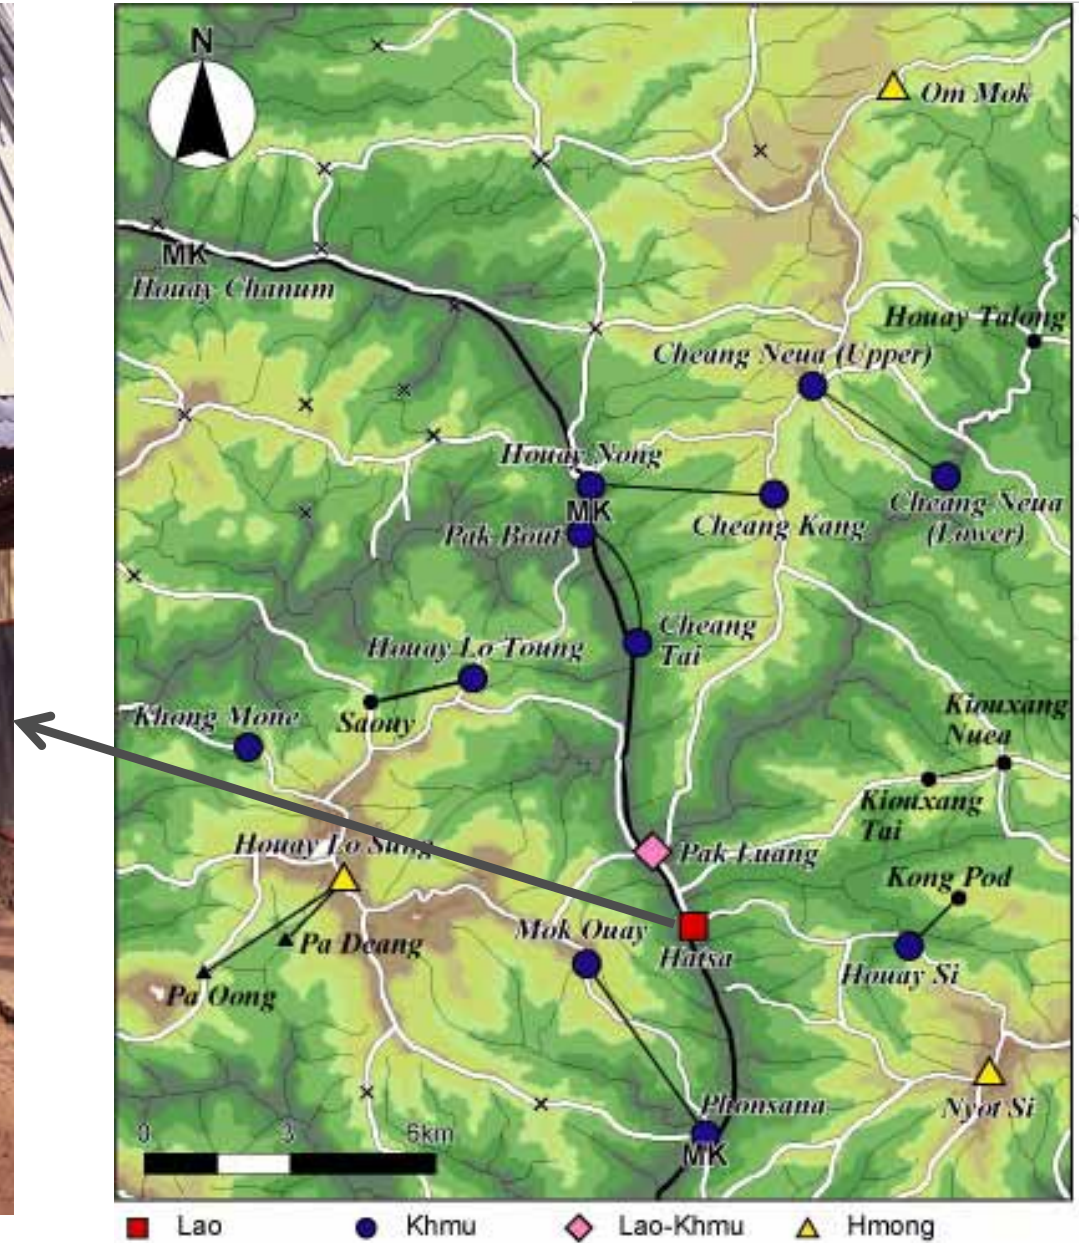 N
Om Mok
MK
Houay Chanum
Houay Talong
Cheang Neua (Upper)
Houay Nong
MK
Cheang Kang
Cheang Neua
(Lower)
Pak Bout
Cheang
Tai
Houay Lo Toung
Khong Mone
Saouy
Kiouxang
Nuea
Kiouxang
Tai
Houay Lo Sang
Pak Luang
Kong Pod
Mok Quay
Hatsa
Houay Si
Pa Deang
Pa Oong
Phonsana
MK
Nyot Si
0 3 6km
Lao Khmu Lao-Khmu Hmong